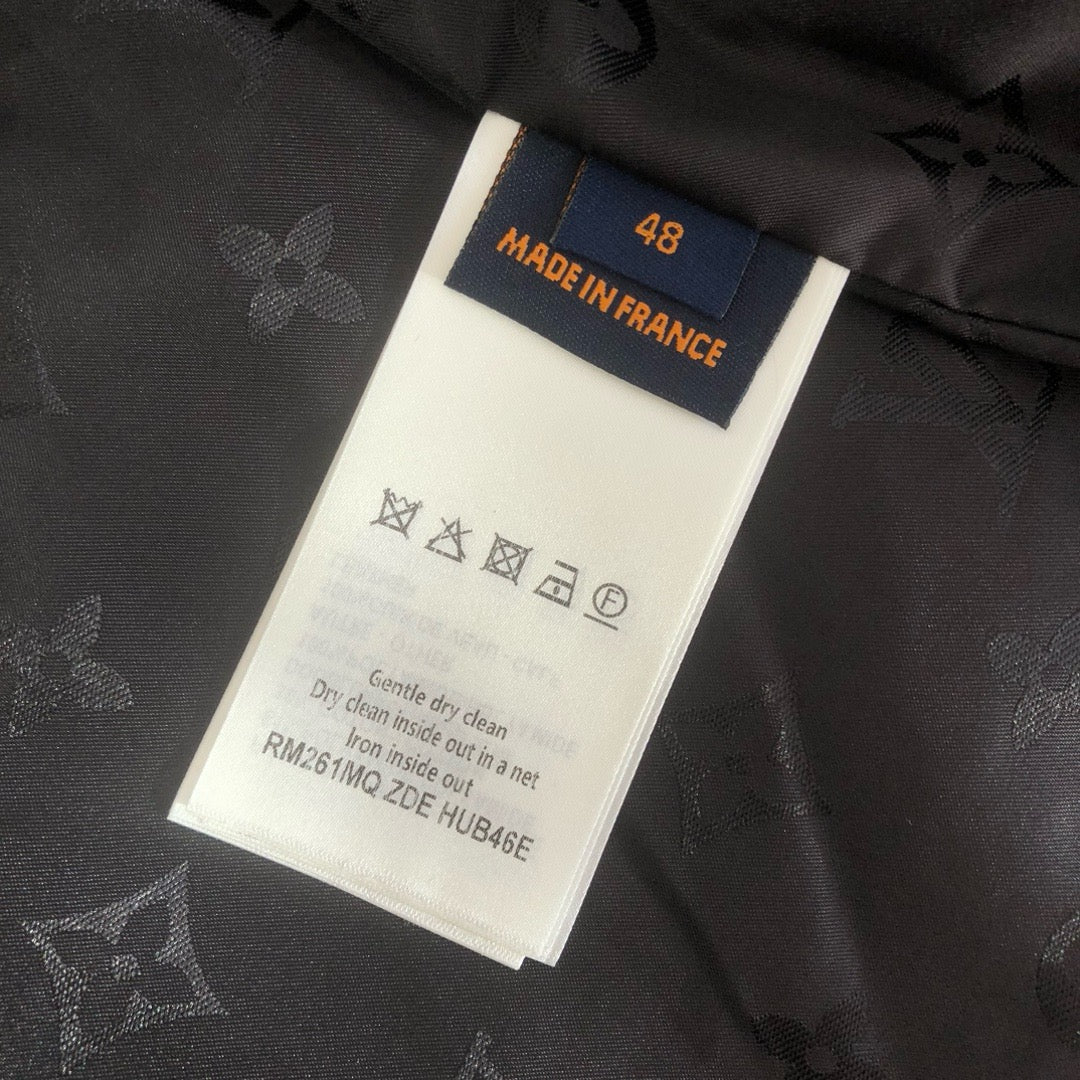 48
MADE IN FRANCE
F
Gentle dry clean
Dry clean inside out in a net
Iron inside out
RM261MQ ZDE HUB46E